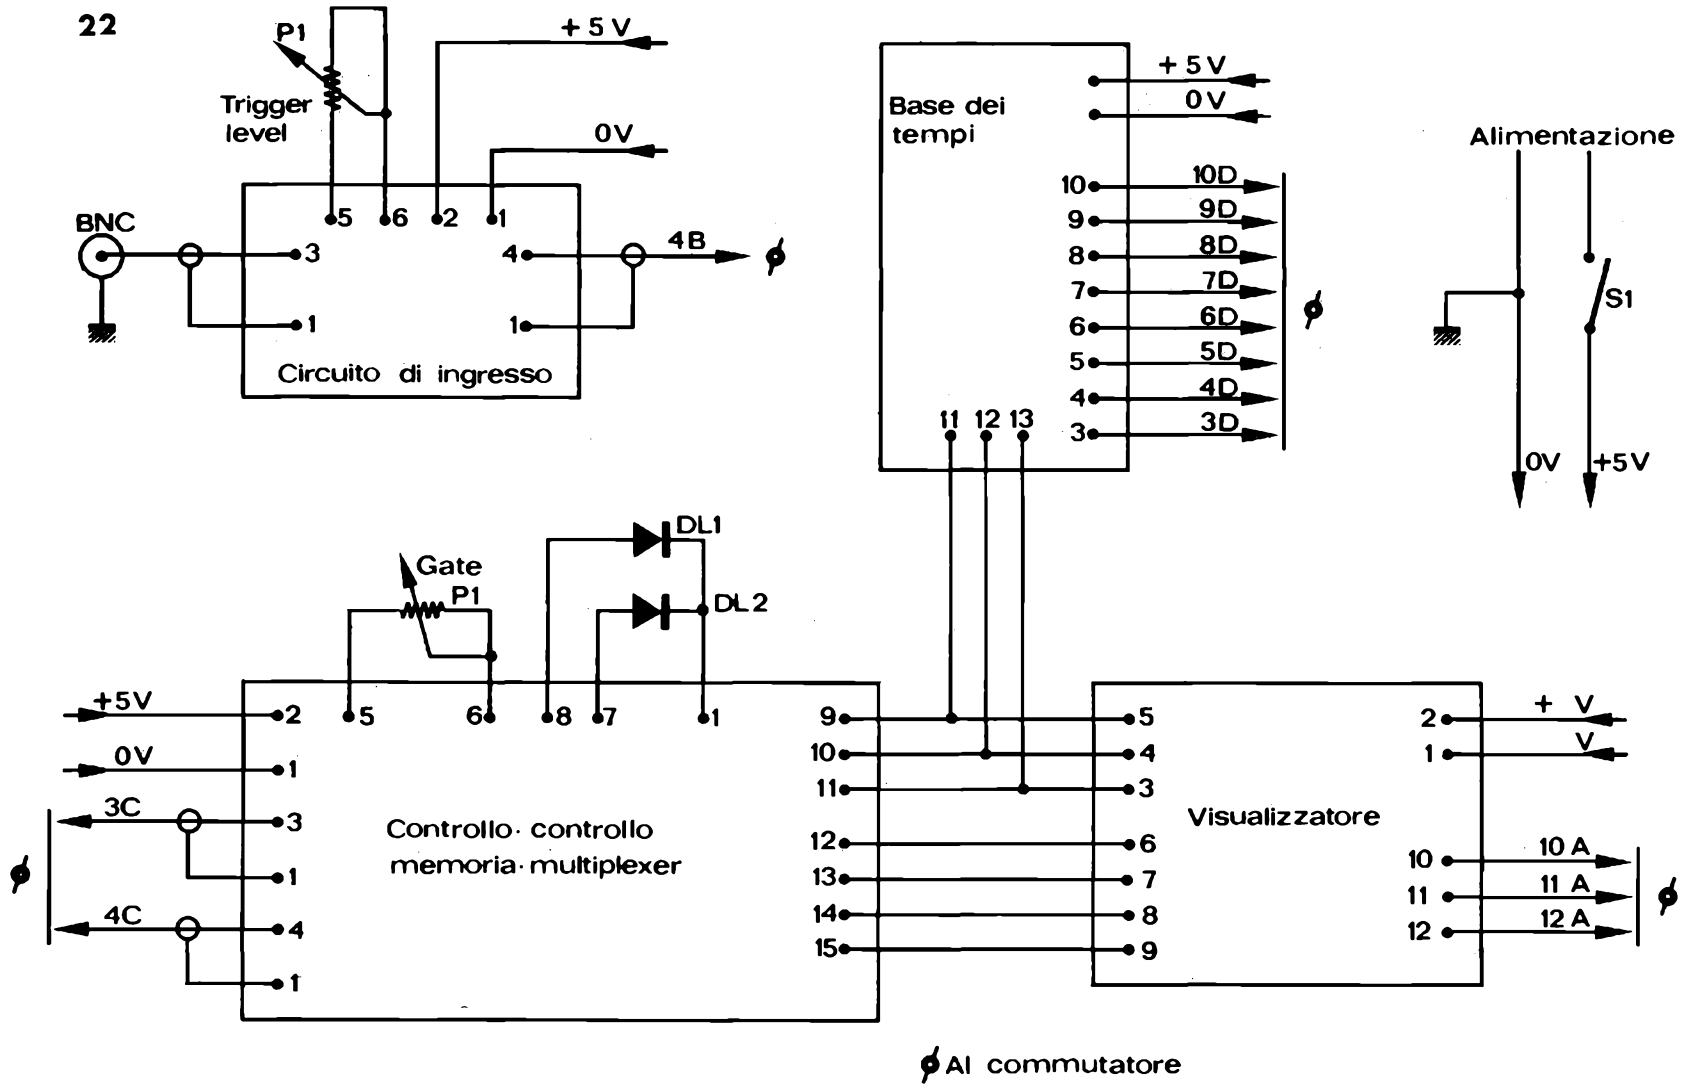 22
P1
Trigger
level
+5V
0V
BNC
5
6
2
1
3
4
4B
1
1
Circuito di ingresso
Base dei
tempi
+5V
0V
10
10D
9
9D
8
8D
7
7D
6
6D
5
5D
4
4D
3
3D
11 12 13
Alimentazione
S1
0V
+5V
Gate
P1
DL1
DL2
+5V
0V
3C
4C
2
1
3
1
4
1
5
6
8
7
1
Controllo·controllo
memoria·multiplexer
9
10
11
12
13
14
15
5
4
3
6
7
8
9
Visualizzatore
2
+ V
1
V
10
10A
11
11A
12
12A
Al commutatore